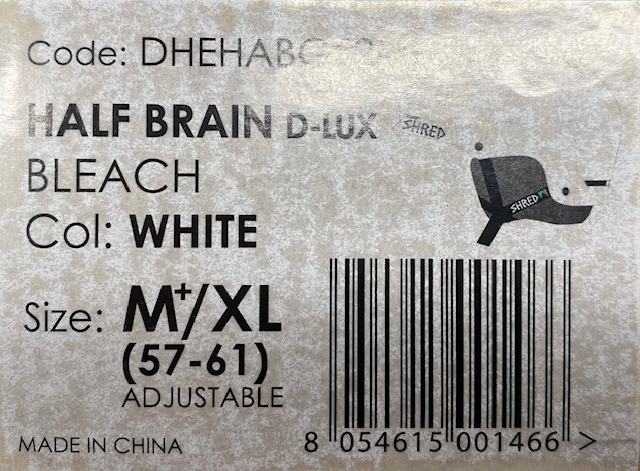 Code:
HALF BRAIN D-LUX
SHRED
BLEACH
SHRED
Col: WHITE
Size: M+/XL
(57-61)
ADJUSTABLE
MADE IN CHINA
8 054615 001466 >